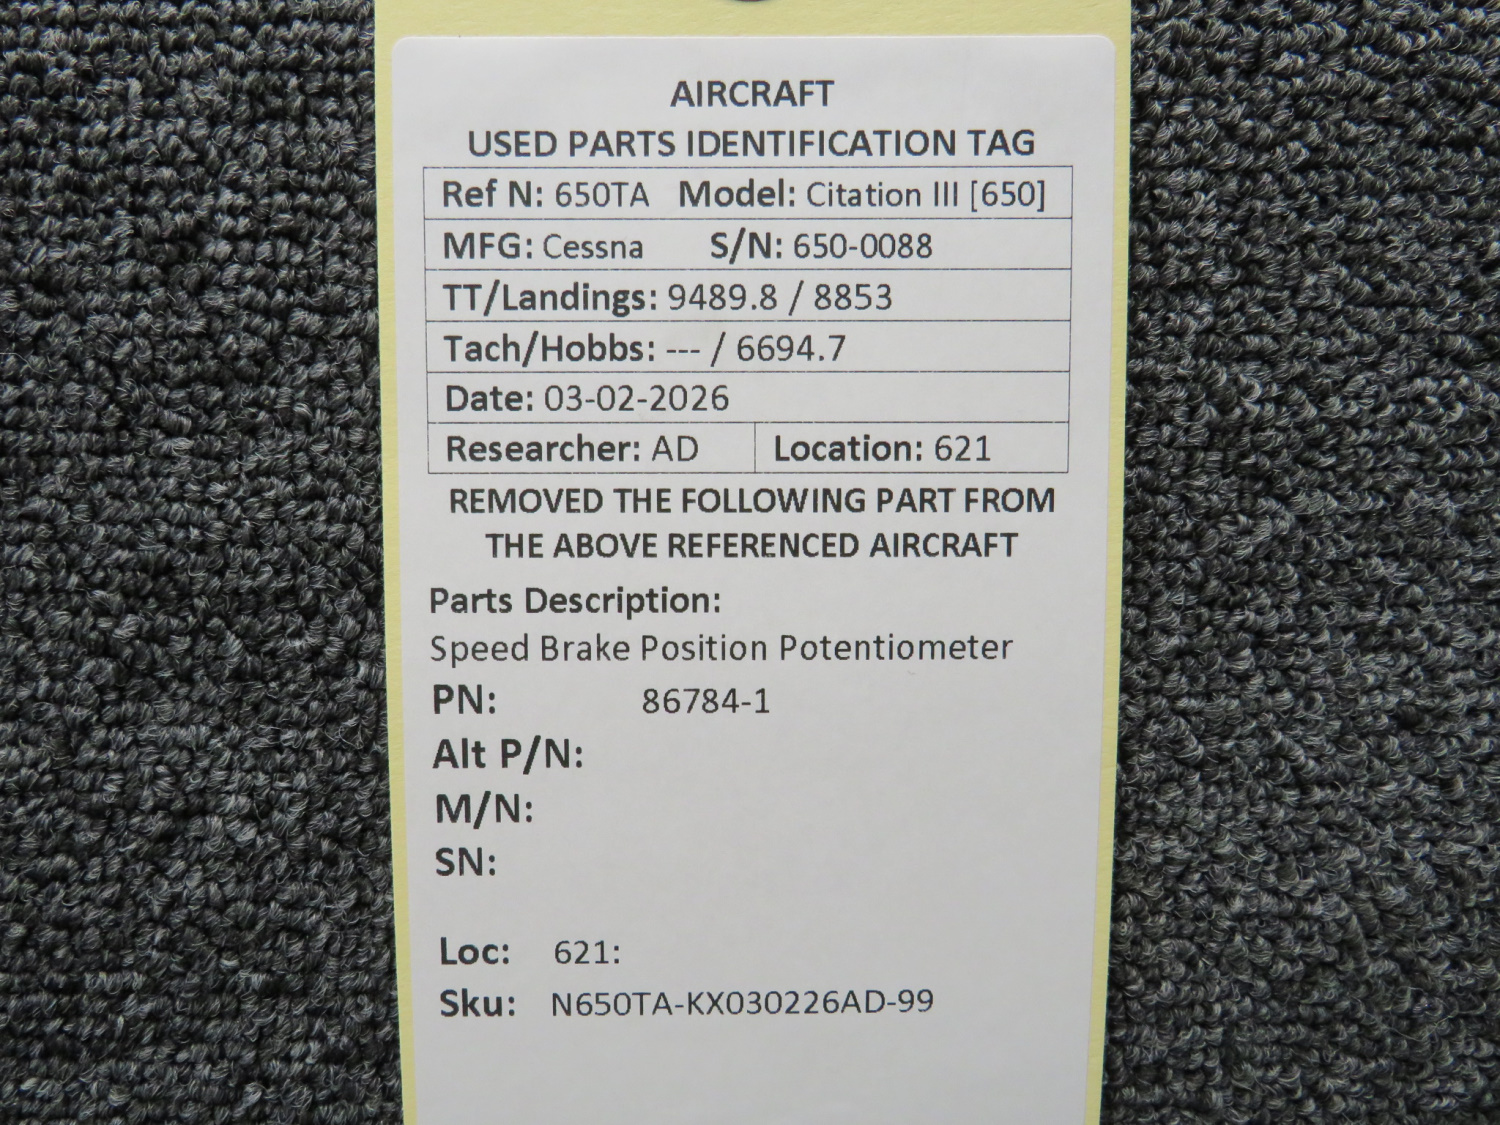 AIRCRAFT
USED PARTS IDENTIFICATION TAG
Ref N: 650TA Model: Citation III [650]
MFG: Cessna S/N: 650-0088
TT/Landings: 9489.8 / 8853
Tach/Hobbs: --- / 6694.7
Date: 03-02-2026
Researcher: AD Location: 621
REMOVED THE FOLLOWING PART FROM
THE ABOVE REFERENCED AIRCRAFT
Parts Description:
Speed Brake Position Potentiometer
PN: 86784-1
Alt P/N:
M/N:
SN:
Loc: 621:
Sku: N650TA-KX030226AD-99